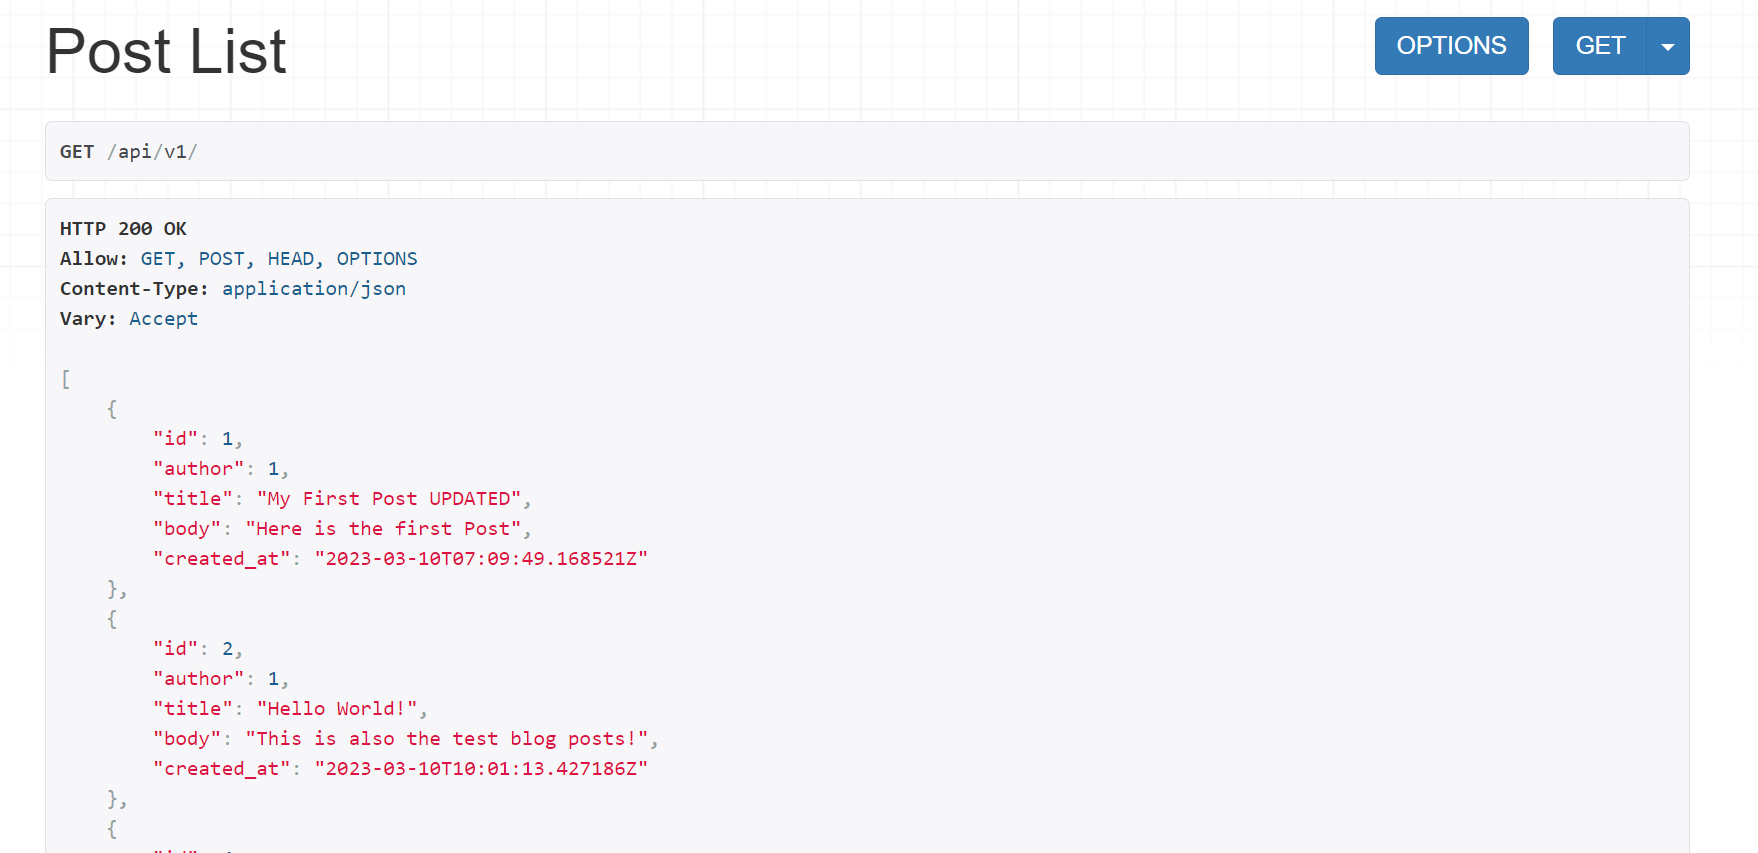 Post List
OPTIONS
GET
GET /api/v1/
HTTP 200 OK
Allow: GET, POST, HEAD, OPTIONS
Content-Type: application/json
Vary: Accept
[
    {
        "id": 1,
        "author": 1,
        "title": "My First Post UPDATED",
        "body": "Here is the first Post",
        "created_at": "2023-03-10T07:09:49.168521Z"
    },
    {
        "id": 2,
        "author": 1,
        "title": "Hello World!",
        "body": "This is also the test blog posts!",
        "created_at": "2023-03-10T10:01:13.427186Z"
    },
    {